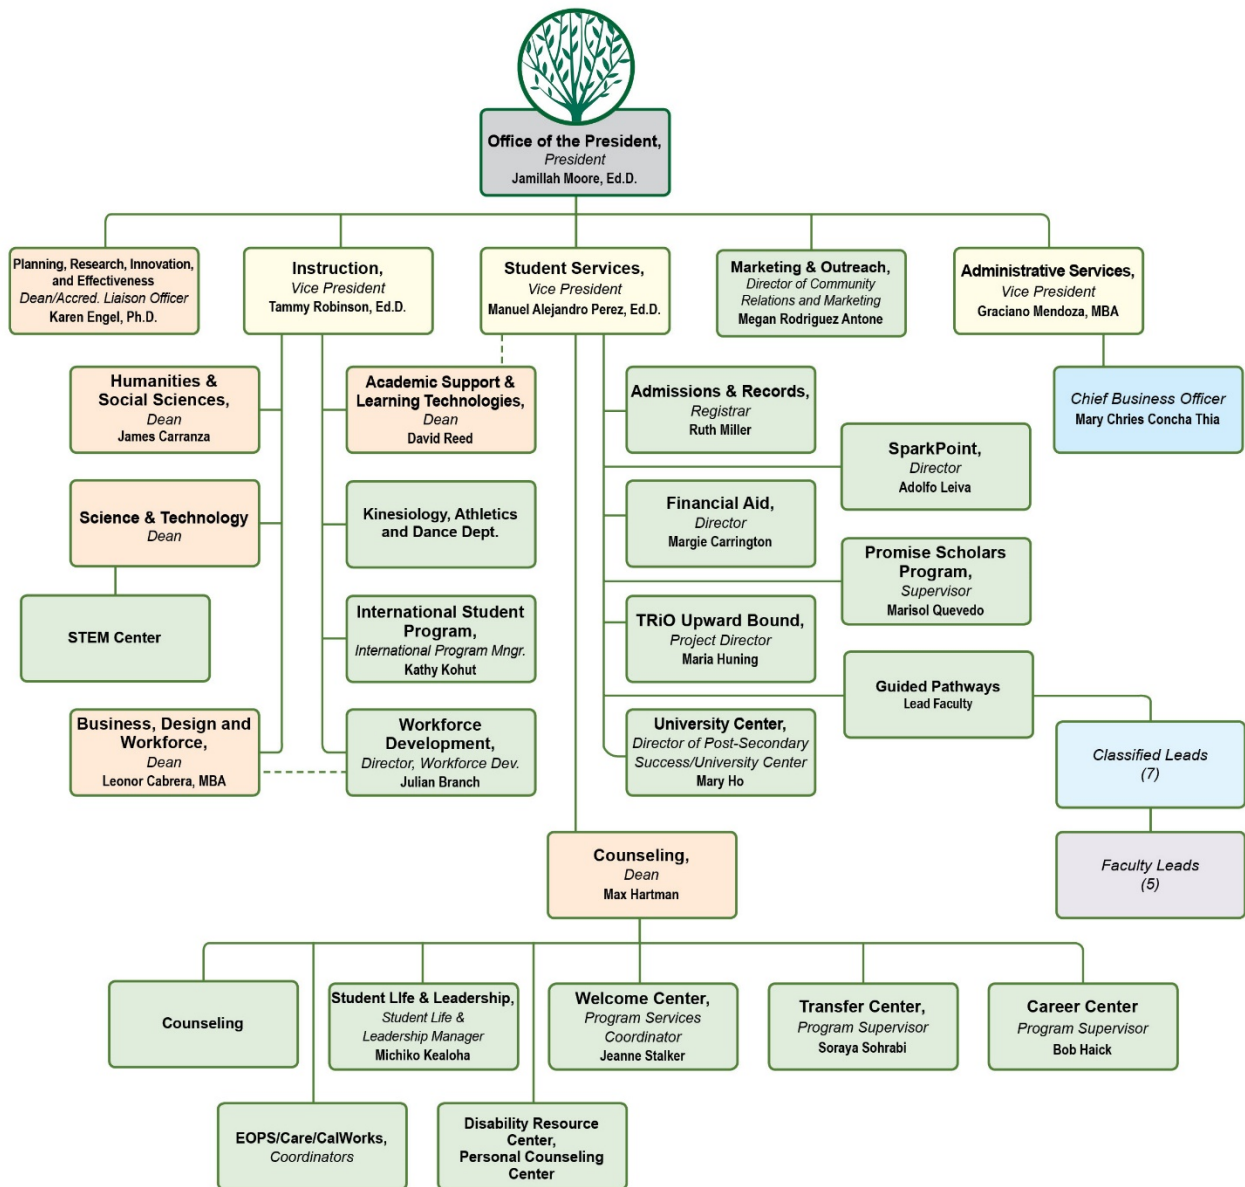 Office of the President,
President
Jamillah Moore, Ed.D.
Planning, Research, Innovation,
and Effectiveness
Dean/Accred. Liaison Officer
Karen Engel, Ph.D.
Instruction,
Vice President
Tammy Robinson, Ed.D.
Student Services,
Vice President
Manuel Alejandro Perez, Ed.D.
Marketing & Outreach,
Director of Community
Relations and Marketing
Megan Rodriguez Antone
Administrative Services,
Vice President
Graciano Mendoza, MBA
Humanities &
Social Sciences,
Dean
James Carranza
Academic Support &
Learning Technologies,
Dean
David Reed
Admissions & Records,
Registrar
Ruth Miller
Chief Business Officer
Mary Chries Concha Thia
SparkPoint,
Director
Adolfo Leiva
Science & Technology
Dean
Kinesiology, Athletics
and Dance Dept.
Financial Aid,
Director
Margie Carrington
Promise Scholars
Program,
Supervisor
Marisol Quevedo
STEM Center
International Student
Program,
International Program Mngr.
Kathy Kohut
TRiO Upward Bound,
Project Director
Maria Huning
Guided Pathways
Lead Faculty
Business, Design and
Workforce,
Dean
Leonor Cabrera, MBA
Workforce
Development,
Director, Workforce Dev.
Julian Branch
University Center,
Director of Post-Secondary
Success/University Center
Mary Ho
Classified Leads
(7)
Faculty Leads
(5)
Counseling,
Dean
Max Hartman
Counseling
Student LIfe & Leadership,
Student Life &
Leadership Manager
Michiko Kealoha
Welcome Center,
Program Services
Coordinator
Jeanne Stalker
Transfer Center,
Program Supervisor
Soraya Sohrabi
Career Center
Program Supervisor
Bob Haick
EOPS/Care/CalWorks,
Coordinators
Disability Resource
Center,
Personal Counseling
Center